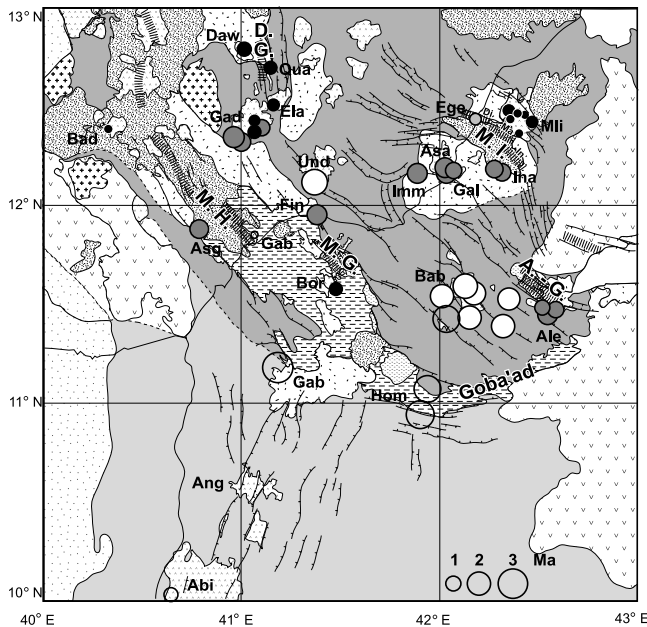 13° N
Daw
D.
G.
Qua
Ela
Gad
Bad
Ege
Mli
M. I.
Asa
Und
Iha
Imm
Gal
12° N
Fin
M. H.
Gab
Asg
M. G.
Bor
Bab
A.-G.
Ale
Gab
Hom
Goba'ad
11° N
Ang
1 2 3 Ma
Abi
10° N
40° E 41° E 42° E 43° E